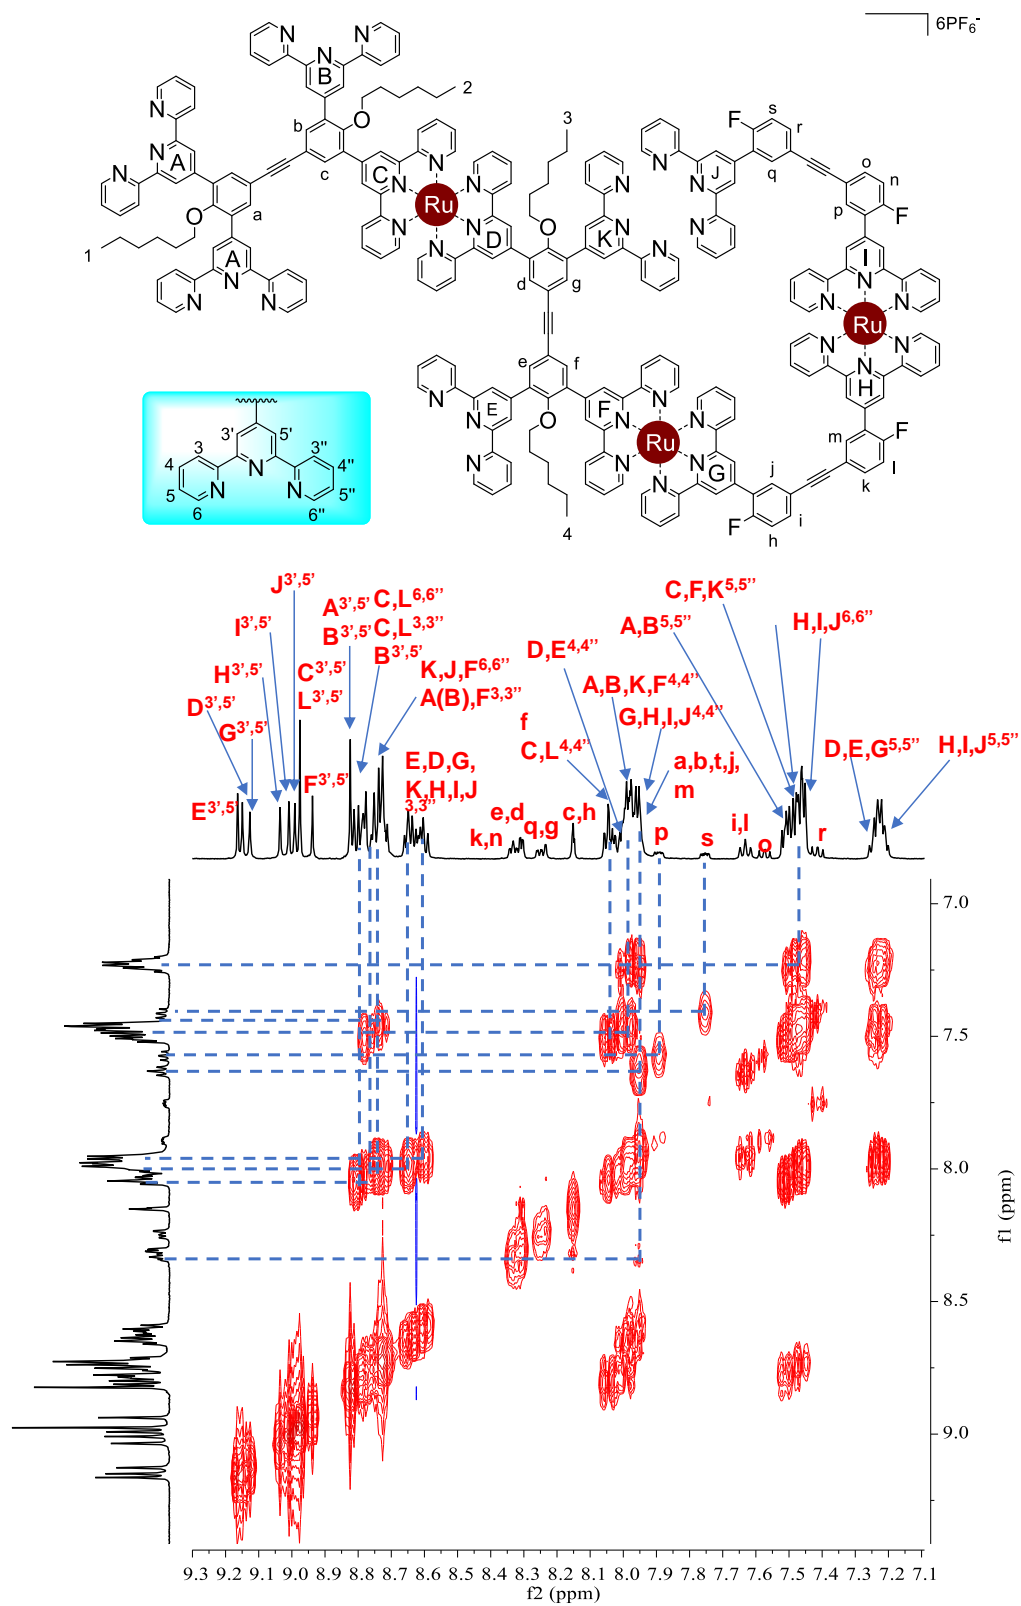 6PF6-
N N N
B
N
N
N
A
N
N
O
2
b
c
a
O
1
A
N
N N
N
C N
N
Ru
N
N
D
N
3
O
N
K N
N
d g
N
N J
N
F
s
r
q
o
n
p
F
I
N
N N
Ru
N N
N
H
F
m
l
k
e f
N
N
E
N
O
4
N
F N
N
Ru
N
N
G
N
j
i
h
F
3' 5'
3 3''
4 4''
5 N N N 5''
6 6''
J3',5'
I3',5'
H3',5'
D3',5'
G3',5'
E3',5'
C3',5'
L3',5'
F3',5'
A3',5' C,L6,6''
B3',5' C,L3,3''
B3',5'
K,J,F6,6''
A(B),F3,3''
E,D,G,
K,H,I,J
3,3''
k,n
e,d
q,g
c,h
f
C,L4,4''
D,E4,4''
A,B,K,F4,4''
G,H,I,J4,4''
a,b,t,j,
m
p
s
i,l
o
r
A,B5,5''
C,F,K5,5''
H,I,J6,6''
D,E,G5,5''
H,I,J5,5''
7.0
7.5
8.0
8.5
9.0
f1 (ppm)
9.3 9.2 9.1 9.0 8.9 8.8 8.7 8.6 8.5 8.4 8.3 8.2 8.1 8.0 7.9 7.8 7.7 7.6 7.5 7.4 7.3 7.2 7.1
f2 (ppm)